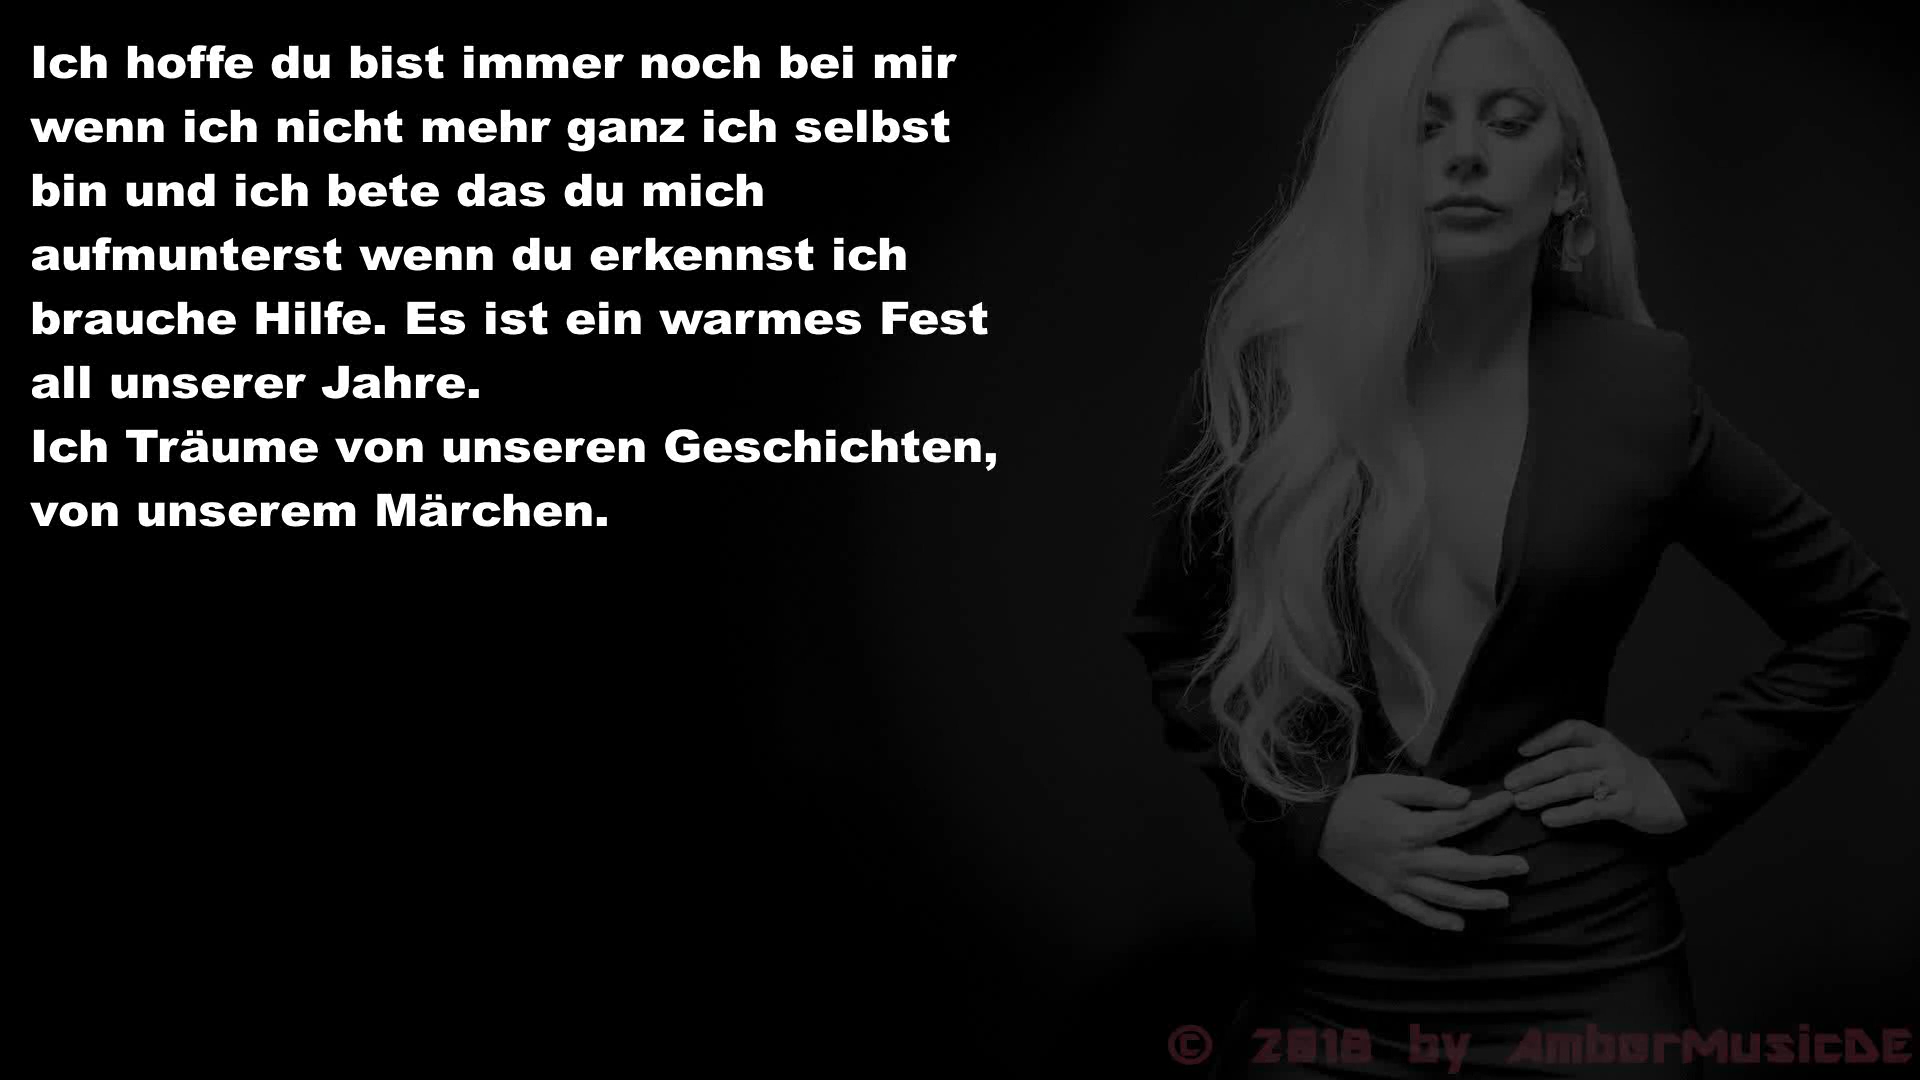 Ich hoffe du bist immer noch bei mir
wenn ich nicht mehr ganz ich selbst
bin und ich bete das du mich
aufmunterst wenn du erkennst ich
brauche Hilfe. Es ist ein warmes Fest
all unserer Jahre.
Ich Träume von unseren Geschichten,
von unserem Märchen.
© 2018 by AmberMusicDE